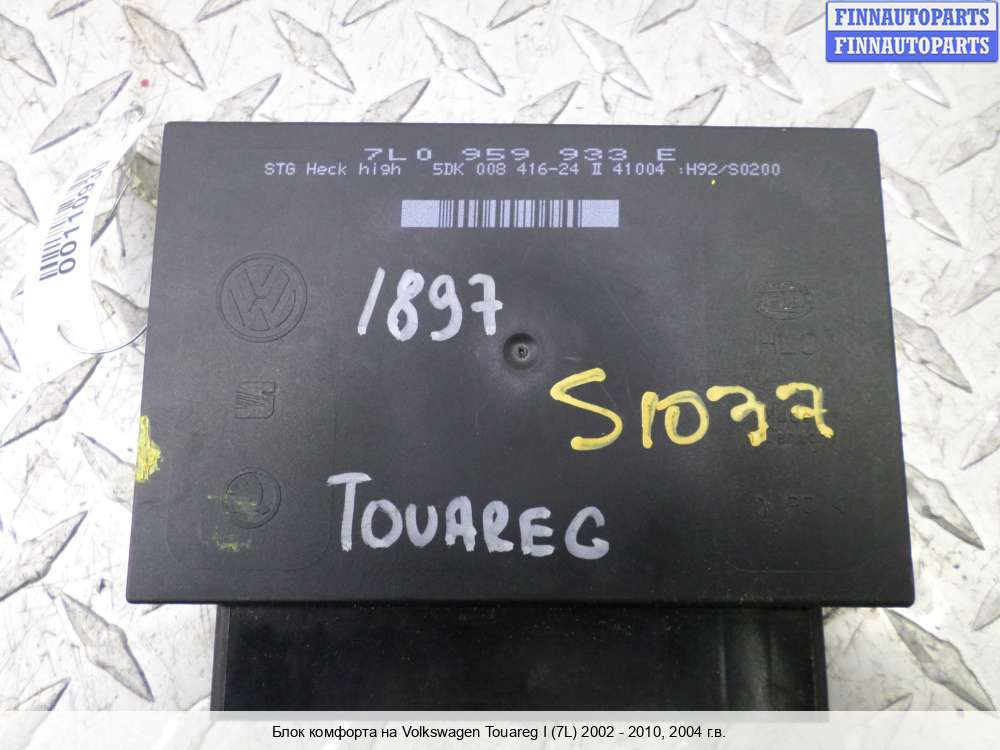 FINNAUTOPARTS
FINNAUTOPARTS
7L0 959 933 E
STG Heck high 5DK 008 416-24 II 41004 :H92/S0200
1897
S1077
TOUAREG
Блок комфорта на Volkswagen Touareg I (7L) 2002 - 2010, 2004 г.в.